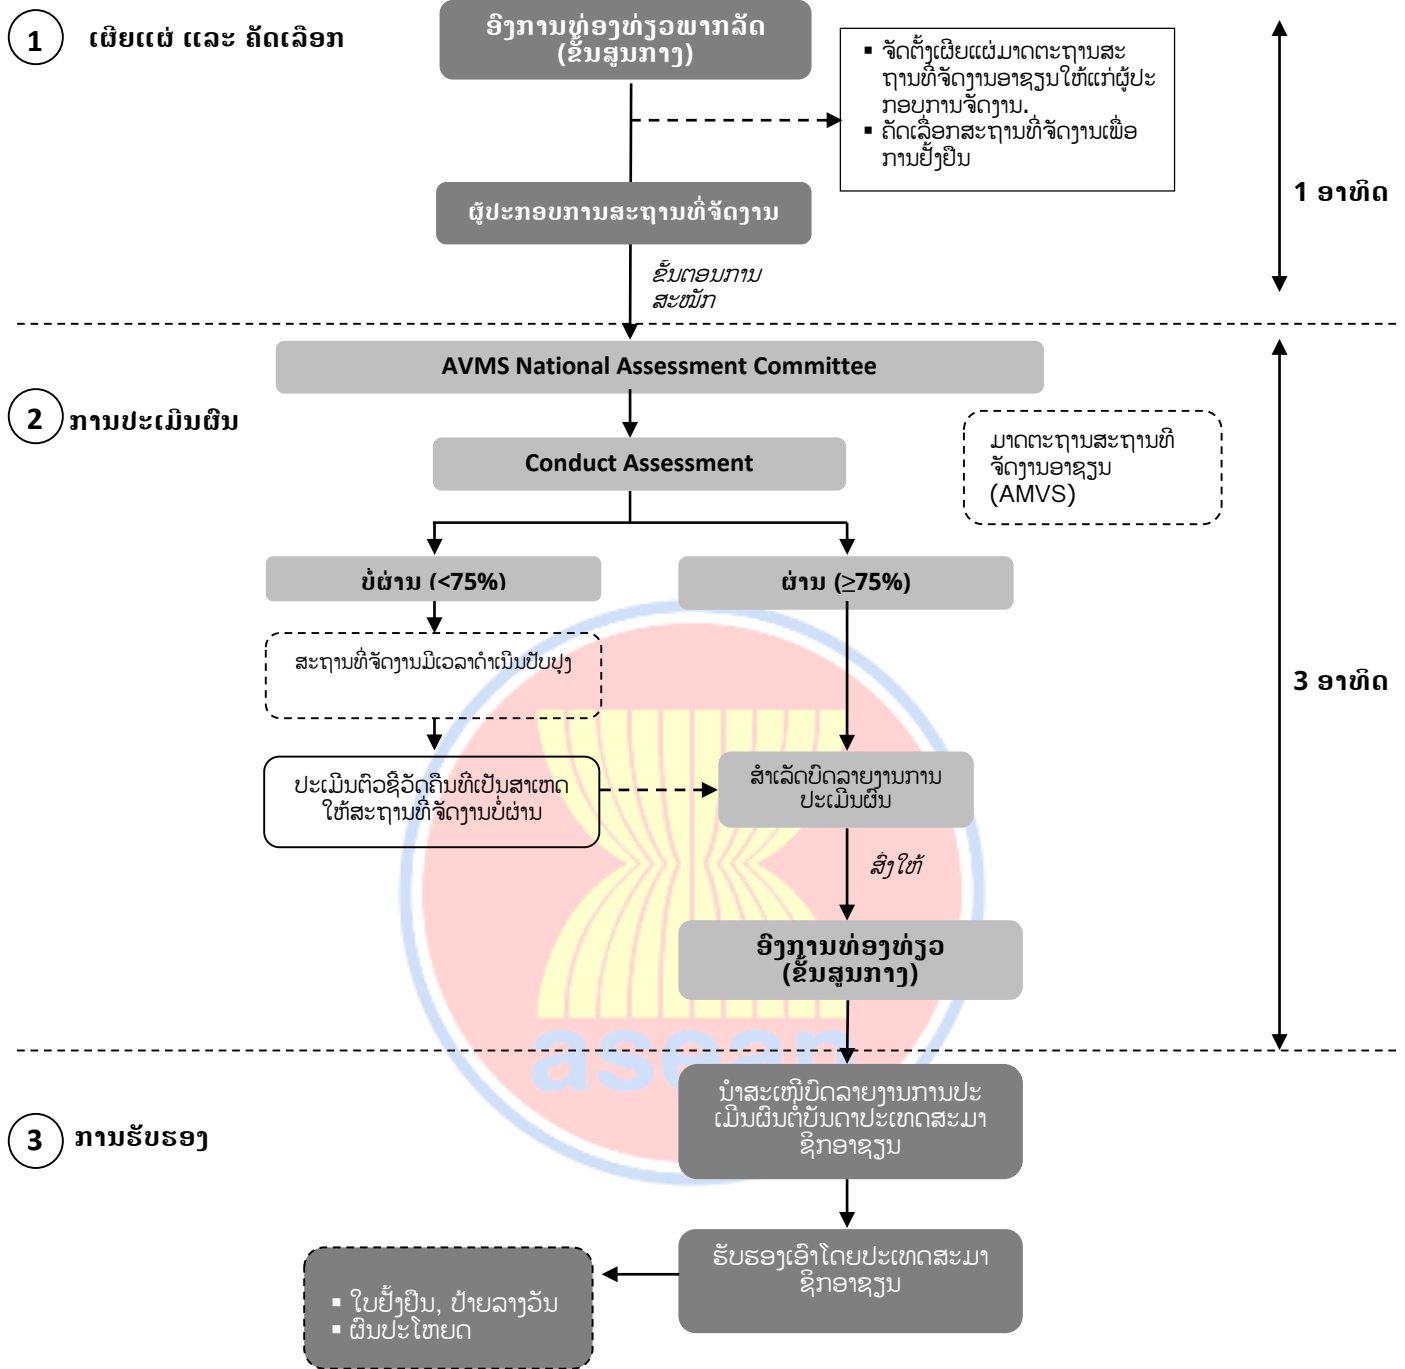 1
ເຜີຍແຜ່ ແລະ ຄັດເລືອກ
ອົງການທ່ອງທ່ຽວພາກລັດ
(ຂັ້ນສູນກາງ)
▪ ຈັດຕັ້ງເຜີຍແຜ່ມາດຕະຖານສະ
ຖານທີ່ຈັດງານອາຊຽນໃຫ້ແກ່ຜູ້ປະ
ກອບການຈັດງານ.
▪ ຄັດເລືອກສະຖານທີ່ຈັດງານເພື່ອ
ການຢັ້ງຢືນ
1 ອາທິດ
ຜູ້ປະກອບການສະຖານທີ່ຈັດງານ
ຂັ້ນຕອນການ
ສະໝັກ
AVMS National Assessment Committee
2
ການປະເມີນຜົນ
Conduct Assessment
ມາດຕະຖານສະຖານທີ່
ຈັດງານອາຊຽນ
(AMVS)
ບໍ່ຜ່ານ (<75%)
ຜ່ານ (≥75%)
ສະຖານທີ່ຈັດງານມີເວລາດຳເນີນປັບປຸງ
3 ອາທິດ
ປະເມີນຕົວຊີ້ວັດຄືນທີ່ເປັນສາເຫດ
ໃຫ້ສະຖານທີ່ຈັດງານບໍ່ຜ່ານ
ສຳເລັດບົດລາຍງານການ
ປະເມີນຜົນ
ສົ່ງໃຫ້
ອົງການທ່ອງທ່ຽວ
(ຂັ້ນສູນກາງ)
asean
3
ການຮັບຮອງ
ນຳສະເໜີບົດລາຍງານການປະ
ເມີນຜົນຕໍ່ບັນດາປະເທດສະມາ
ຊິກອາຊຽນ
ຮັບຮອງເອົາໂດຍປະເທດສະມາ
ຊິກອາຊຽນ
▪ ໃບຢັ້ງຢືນ, ປ້າຍລາງວັນ
▪ ຜົນປະໂຫຍດ